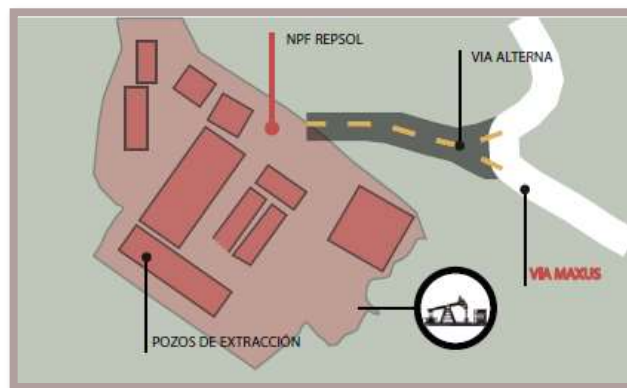 NPF REPSOL
VIA ALTERNA
VIA MAXUS
POZOS DE EXTRACCIÓN